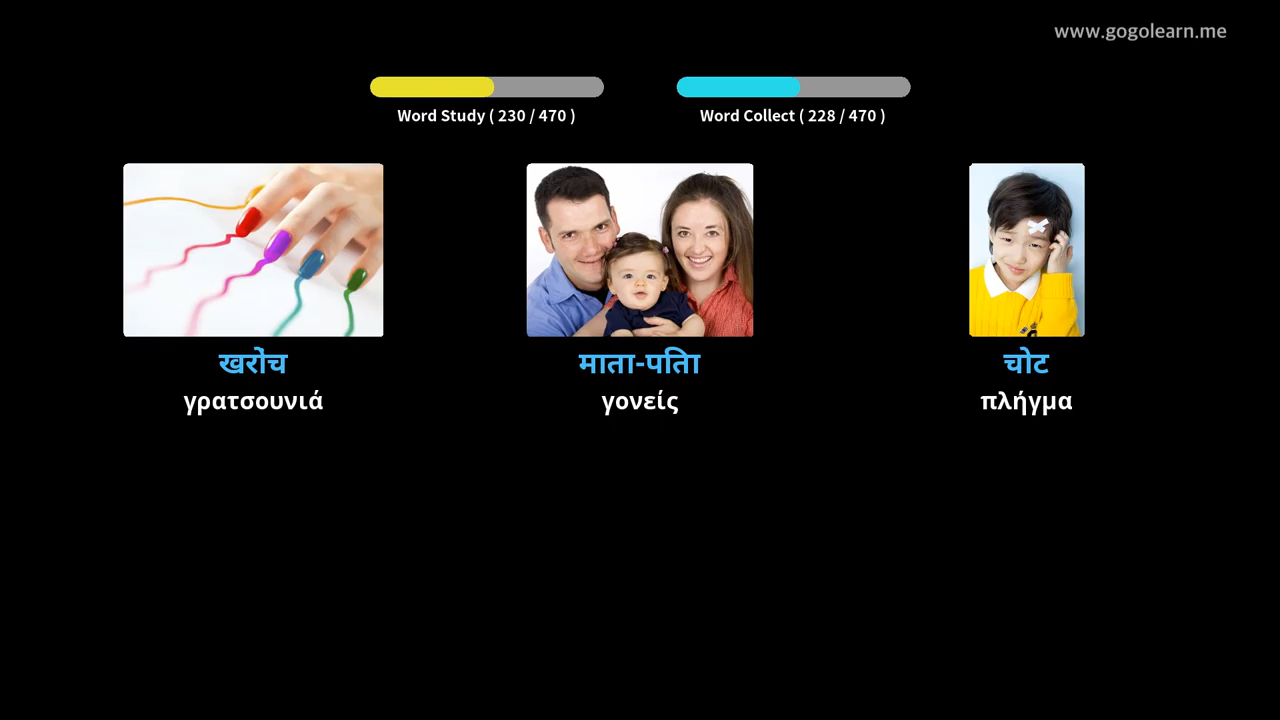 www.gogolearn.me
Word Study ( 230 / 470 )
Word Collect ( 228 / 470 )
खरोंच
माता-पिता
चोट
γρατσουνιά
γονείς
πλήγμα